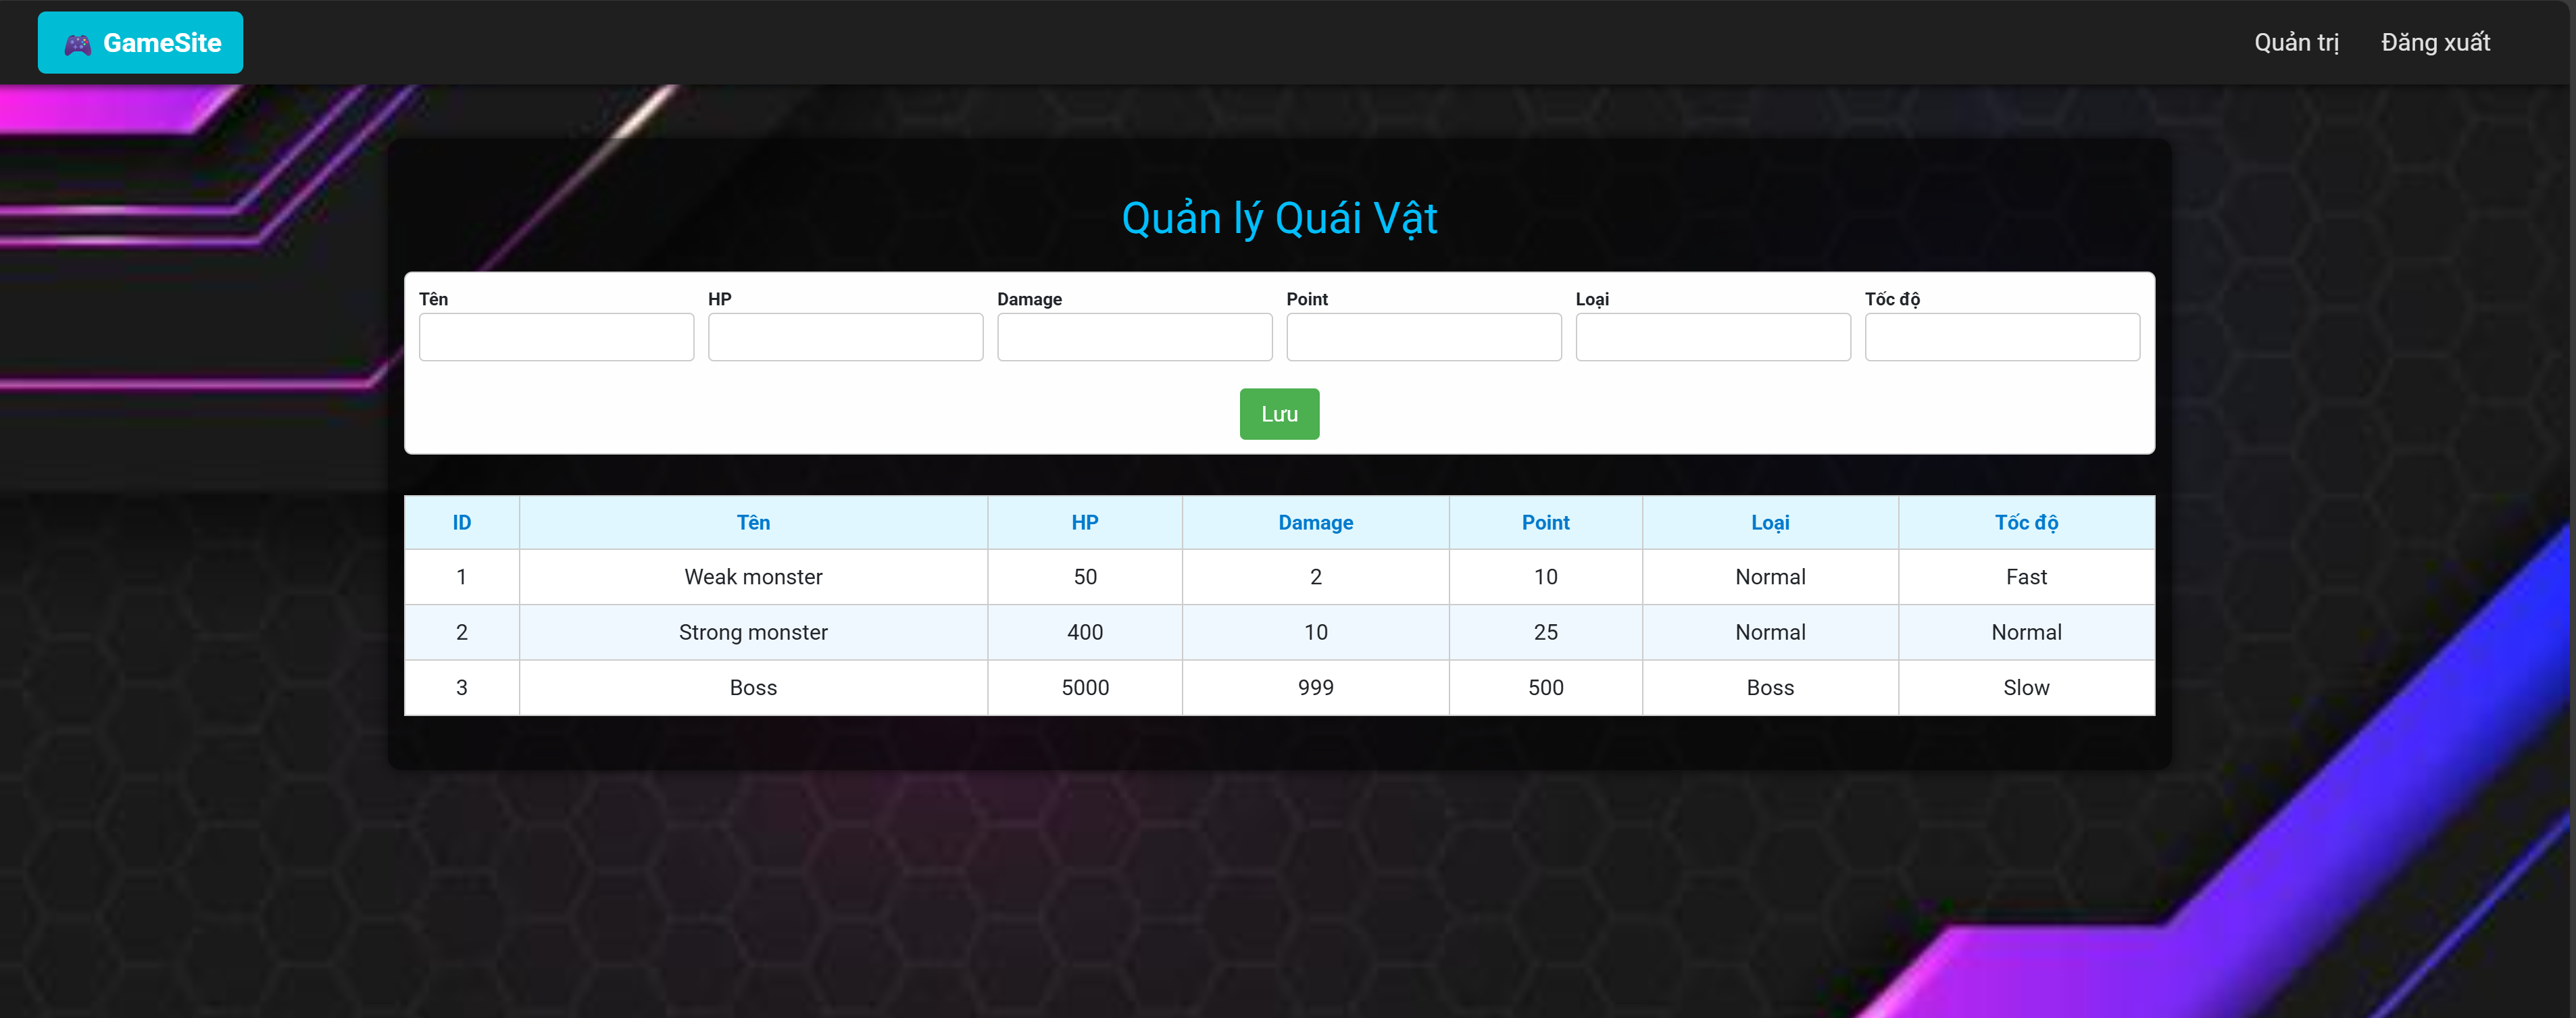 GameSite
Quản trị Đăng xuất
Quản lý Quái Vật
Tên HP Damage Point Loại Tốc độ
Lưu
ID Tên HP Damage Point Loại Tốc độ
1 Weak monster 50 2 10 Normal Fast
2 Strong monster 400 10 25 Normal Normal
3 Boss 5000 999 500 Boss Slow